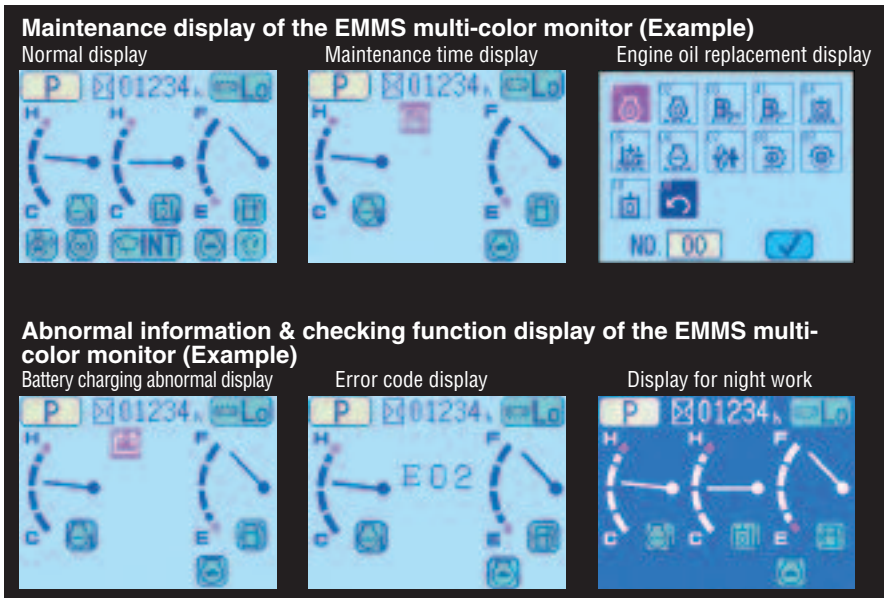 Maintenance display of the EMMS multi-color monitor (Example)
Normal display
Maintenance time display
Engine oil replacement display
P 01234 h Lo
H F
C C E
INT
P 01234 h Lo
H F
C E
NO. 00
Abnormal information & checking function display of the EMMS multi-
color monitor (Example)
Battery charging abnormal display
Error code display
Display for night work
P 01234 h Lo
H F
C E
P 01234 h Lo
H F
E02
C E
P 01234 h Lo
H H F
C C E